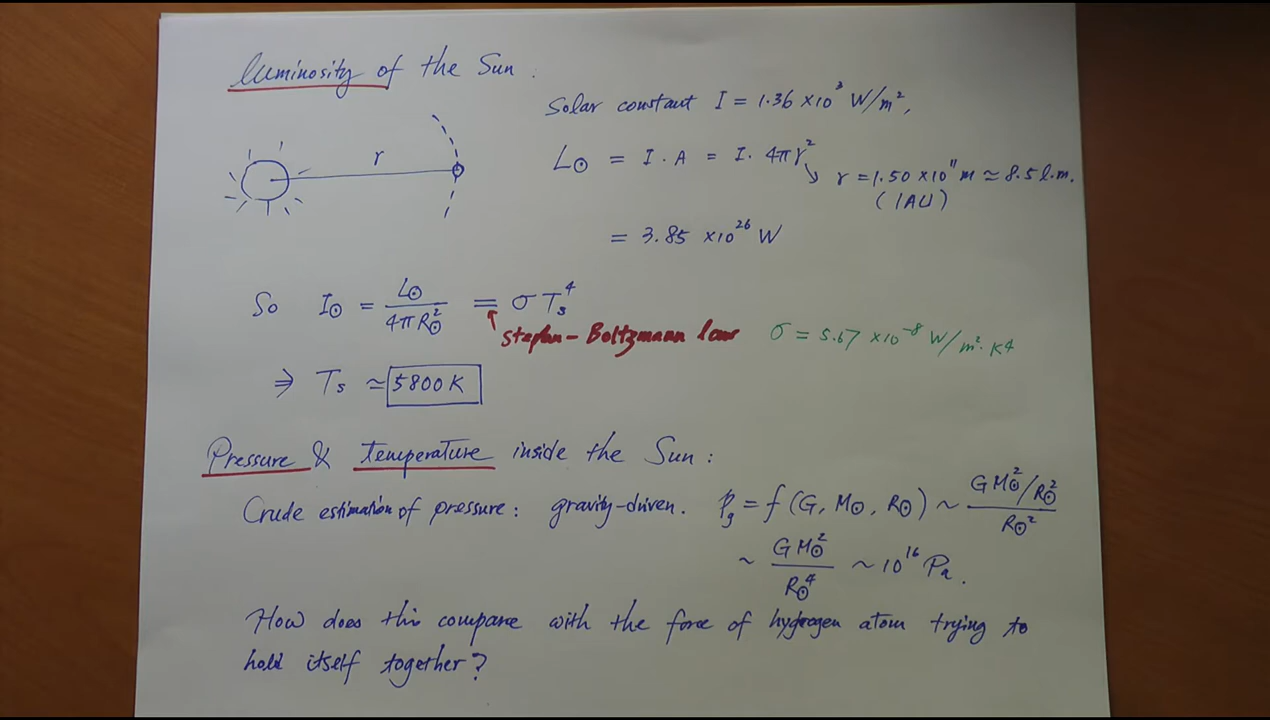 Luminosity of the Sun.
Solar constant I = 1.36 × 10³ W/m²,
r
L⊙ = I · A = I · 4πr²
r = 1.50 × 10¹¹ m ≃ 8.5 l.m.
(1AU)
= 3.85 × 10²⁶ W
So I⊙ = L⊙ / 4πR⊙² = σ Ts⁴
Stefan-Boltzmann law σ = 5.67 × 10⁻⁸ W/m²·K⁴
⇒ Ts ≃ 5800 K
Pressure & temperature inside the Sun:
Crude estimation of pressure: gravity-driven. pg = f(G, M⊙, R⊙) ~ (GM⊙²/R⊙²) / R⊙²
~ GM⊙² / R⊙⁴ ~ 10¹⁶ Pa.
How does this compare with the force of hydrogen atom trying to
hold itself together?